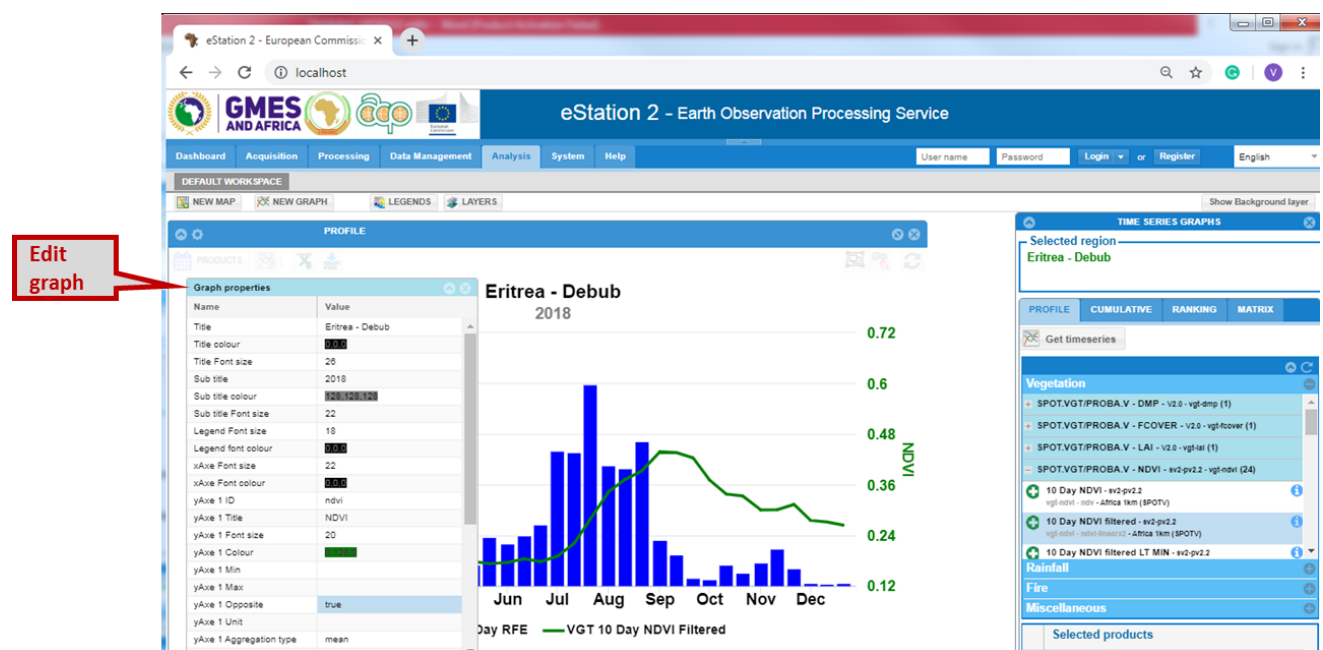 eStation 2 - European Commissic
localhost
GMES
AND AFRICA
acp
European
Commission
eStation 2 - Earth Observation Processing Service
Dashboard Acquisition Processing Data Management Analysis System Help
User name Password Login or Register English
DEFAULT WORKSPACE
NEW MAP NEW GRAPH LEGENDS LAYERS Show Background layer
Edit
graph
PROFILE
PRODUCTS
Graph properties
Name Value
Title Eritrea - Debub
Title colour 0,0,0
Title Font size 26
Sub title 2018
Sub title colour 128,128,128
Sub title Font size 22
Legend Font size 18
Legend font colour 0,0,0
xAxe Font size 22
xAxe Font colour 0,0,0
yAxe 1 ID ndvi
yAxe 1 Title NDVI
yAxe 1 Font size 20
yAxe 1 Colour
yAxe 1 Min
yAxe 1 Max
yAxe 1 Opposite true
yAxe 1 Unit
yAxe 1 Aggregation type mean
Eritrea - Debub
2018
0.72
0.6
0.48
0.36
0.24
0.12
NDVI
Jun Jul Aug Sep Oct Nov Dec
Day RFE VGT 10 Day NDVI Filtered
TIME SERIES GRAPHS
Selected region
Eritrea - Debub
PROFILE CUMULATIVE RANKING MATRIX
Get timeseries
Vegetation
SPOT.VGT/PROBA.V - DMP - V2.0 - vgt-dmp (1)
SPOT.VGT/PROBA.V - FCOVER - V2.0 - vgt-fcover (1)
SPOT.VGT/PROBA.V - LAI - V2.0 - vgt-lai (1)
SPOT.VGT/PROBA.V - NDVI - sv2-pv2.2 - vgt-ndvi (24)
10 Day NDVI - sv2-pv2.2
vgt-ndvi - ndv - Africa 1km (SPOTV)
10 Day NDVI filtered - sv2-pv2.2
vgt-ndvi - ndvi-linearx2 - Africa 1km (SPOTV)
10 Day NDVI filtered LT MIN - sv2-pv2.2
Rainfall
Fire
Miscellaneous
Selected products